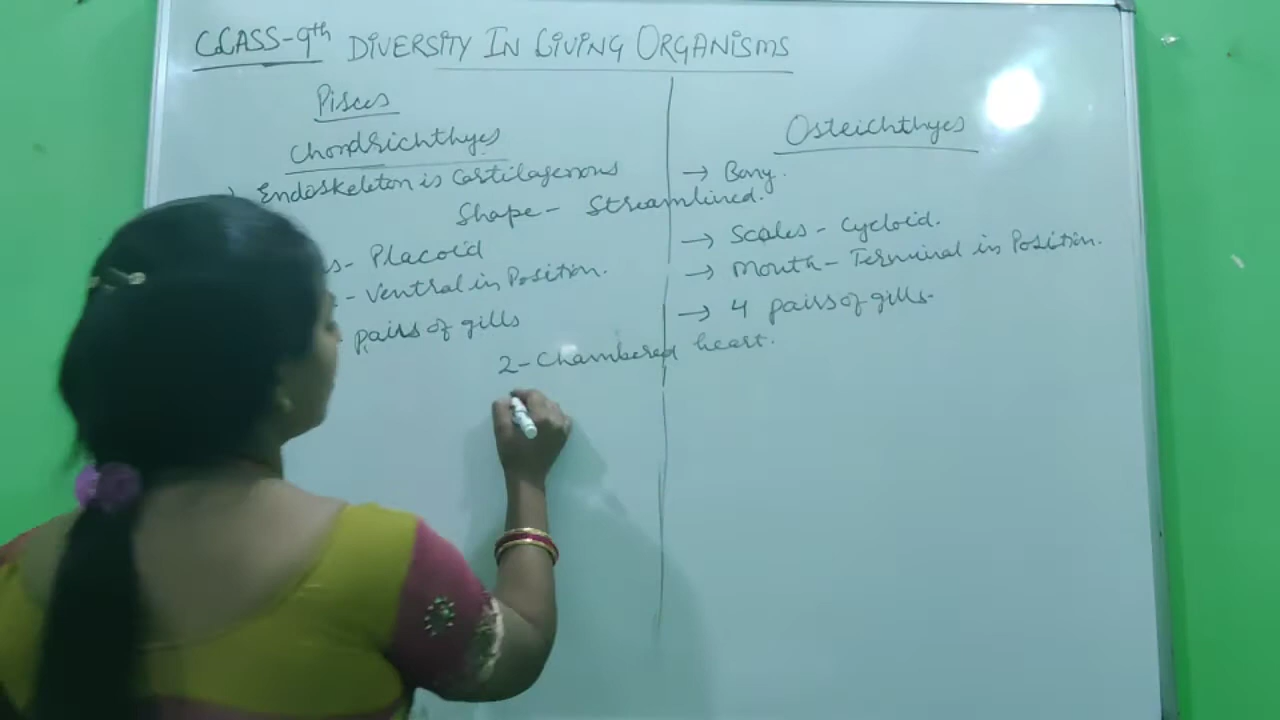 CLASS-9th DIVERSITY IN LIVING ORGANISMS
Pisces
Chondrichthyes
→ Endoskeleton is Cartilagenous
Shape - Streamlined.
s- Placoid
- Ventral in Position.
pairs of gills
2-Chambered heart.
Osteichthyes
→ Bony.
→ Scales - Cycloid.
→ Mouth - Terminal in Position.
→ 4 pairs of gills.